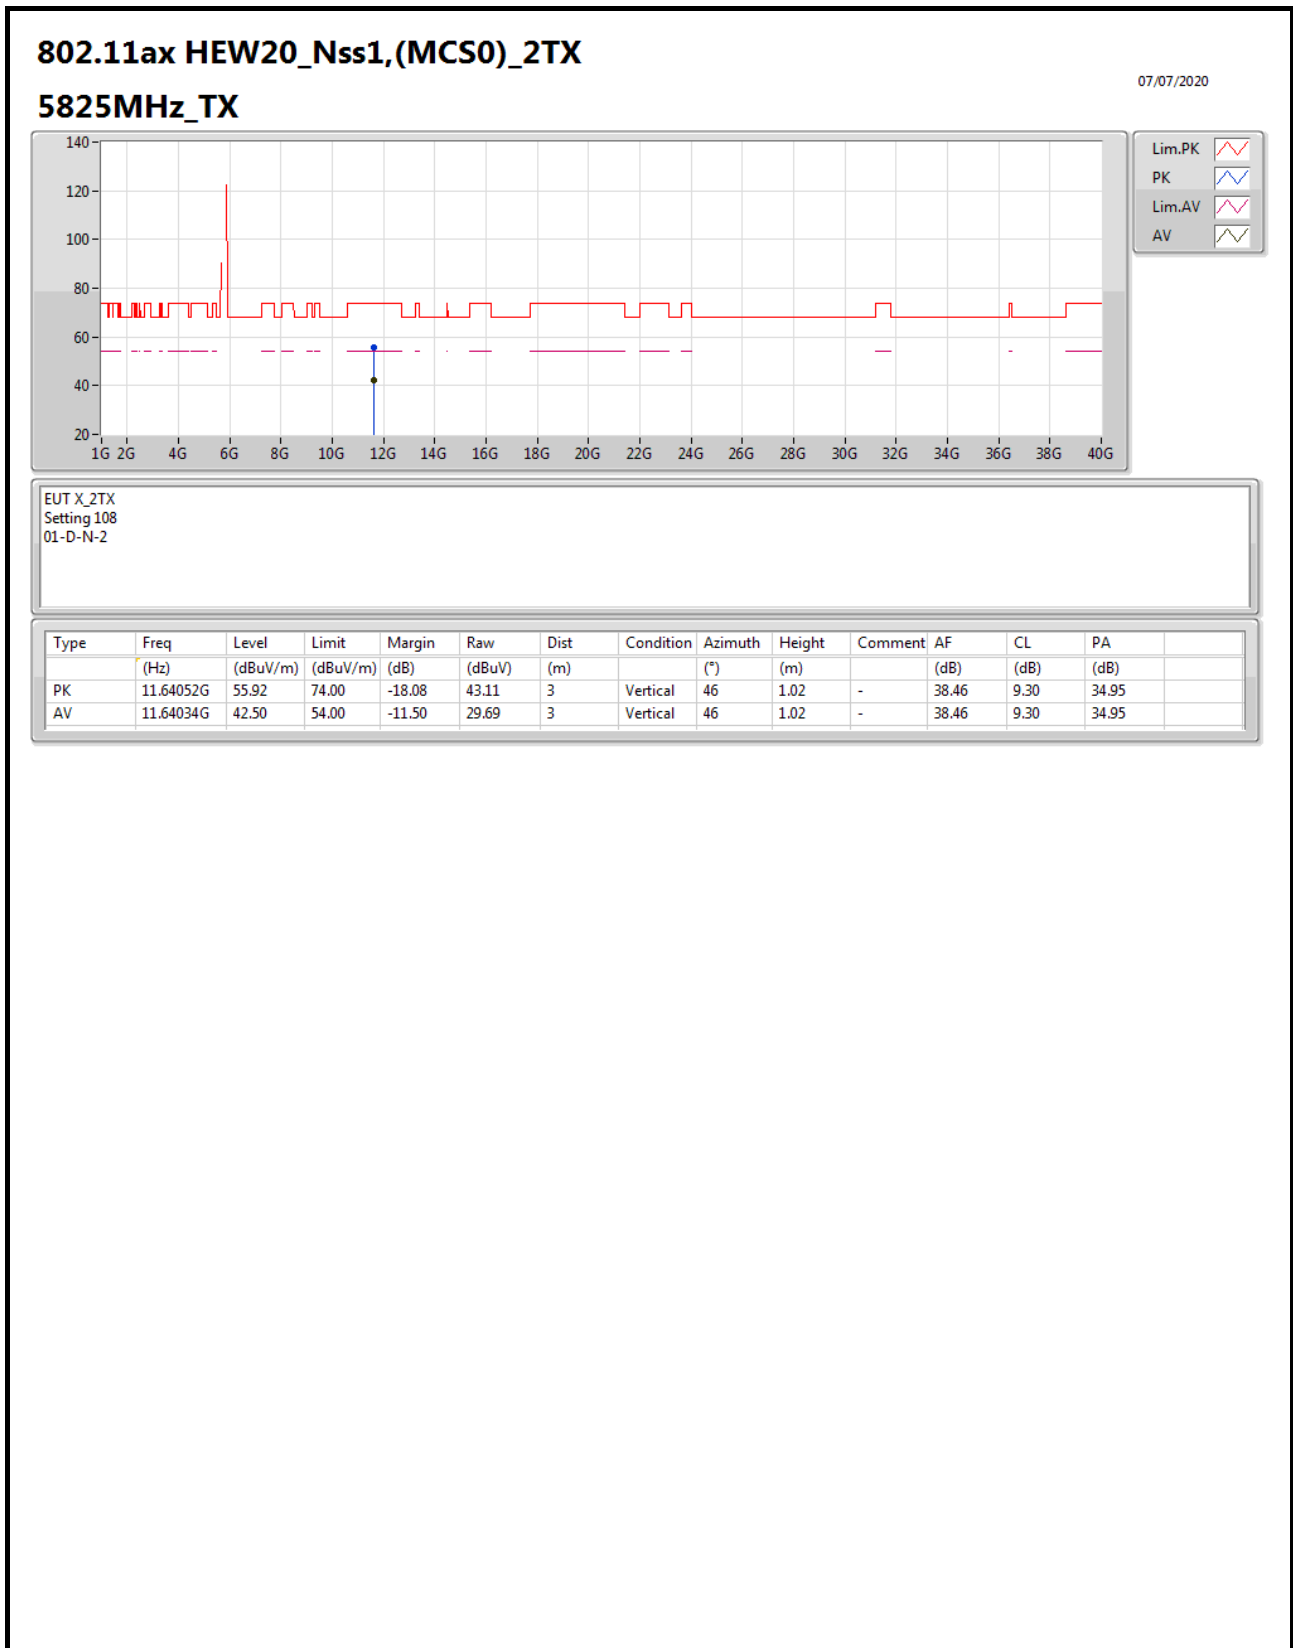 802.11ax HEW20_Nss1,(MCS0)_2TX
07/07/2020
5825MHz_TX
140
120
100
80
60
40
20
1G 2G 4G 6G 8G 10G 12G 14G 16G 18G 20G 22G 24G 26G 28G 30G 32G 34G 36G 38G 40G
Lim.PK
PK
Lim.AV
AV
EUT X_2TX
Setting 108
01-D-N-2
Type Freq Level Limit Margin Raw Dist Condition Azimuth Height Comment AF CL PA
(Hz) (dBuV/m) (dBuV/m) (dB) (dBuV) (m) (°) (m) (dB) (dB) (dB)
PK 11.64052G 55.92 74.00 -18.08 43.11 3 Vertical 46 1.02 - 38.46 9.30 34.95
AV 11.64034G 42.50 54.00 -11.50 29.69 3 Vertical 46 1.02 - 38.46 9.30 34.95